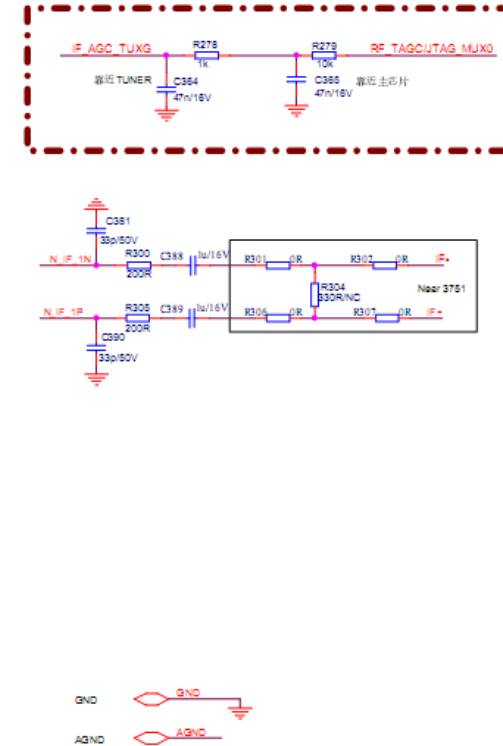 IF_AGC_TUXG R278 1k R279 10k RF_TAGC/JTAG_MUX0
靠近TUNER C364 47n/16V C365 47n/16V 靠近主芯片
C381
33p/50V
N_IF_1N R300 200R C388 1u/16V R301 0R R302 0R IF-
R304
330R/NC
Near 3751
N_IF_1P R305 200R C389 1u/16V R306 0R R307 0R IF+
C390
33p/50V
GND GND
AGND AGND